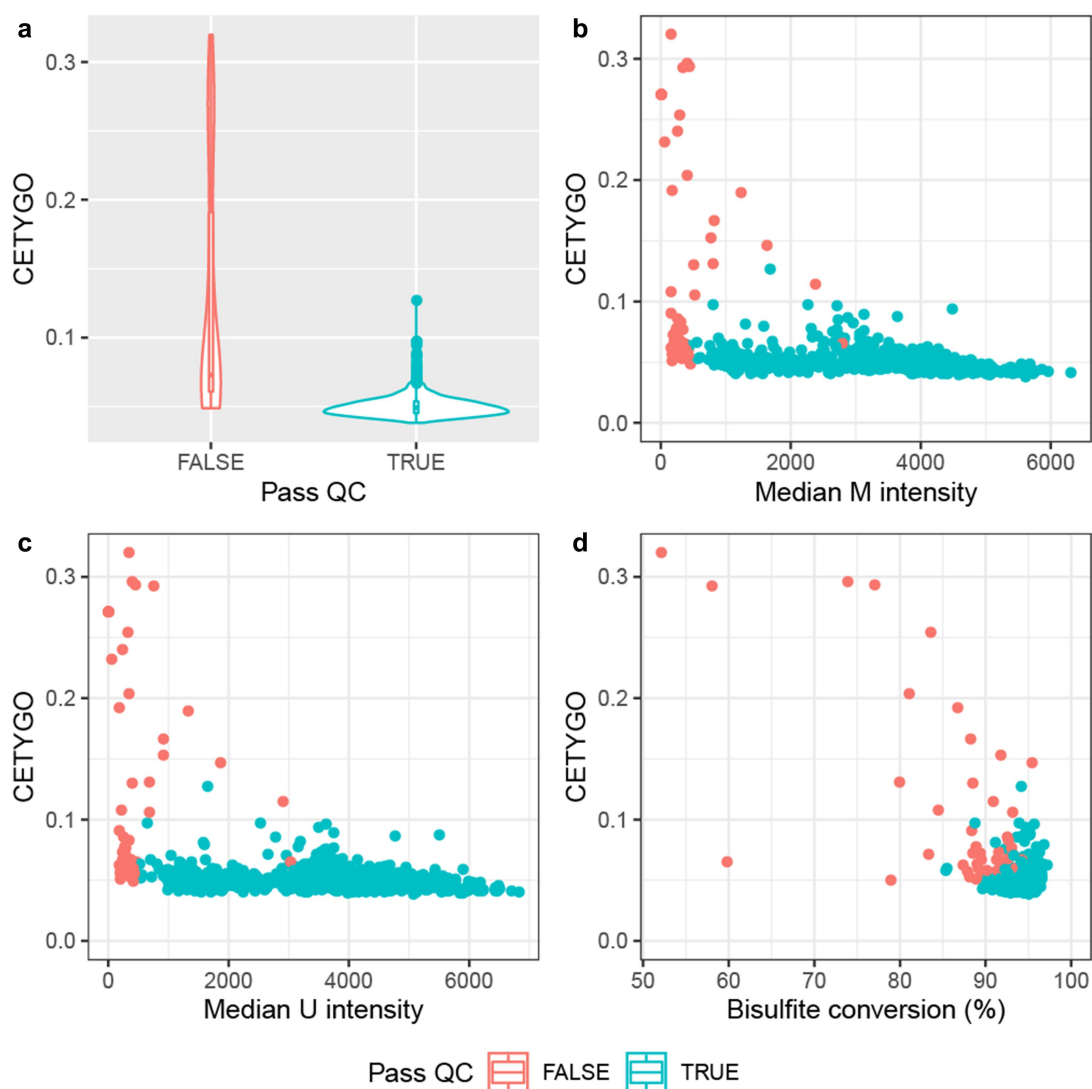 a
CETYGO
0.3
0.2
0.1
FALSE TRUE
Pass QC
b
CETYGO
0.3
0.2
0.1
0.0
0 2000 4000 6000
Median M intensity
c
CETYGO
0.3
0.2
0.1
0.0
0 2000 4000 6000
Median U intensity
d
CETYGO
0.3
0.2
0.1
0.0
50 60 70 80 90 100
Bisulfite conversion (%)
Pass QC FALSE TRUE